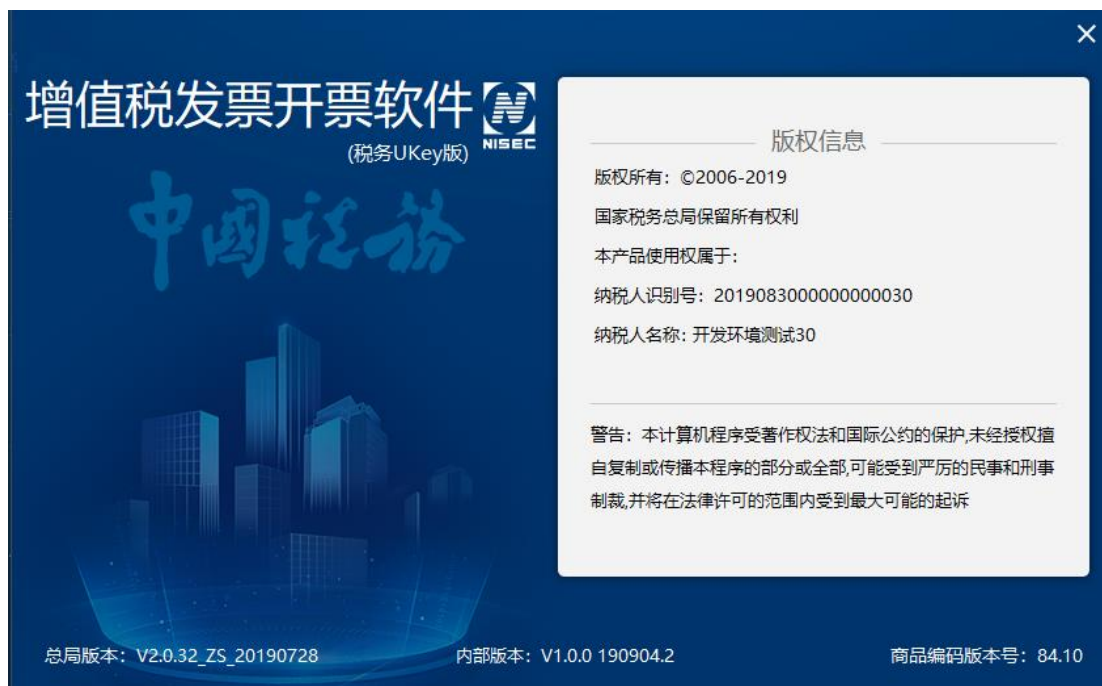 增值税发票开票软件
NISEC
(税务UKey版)
中國税務
版权信息
版权所有：©2006-2019
国家税务总局保留所有权利
本产品使用权属于：
纳税人识别号：2019083000000000030
纳税人名称: 开发环境测试30
警告：本计算机程序受著作权法和国际公约的保护,未经授权擅
自复制或传播本程序的部分或全部,可能受到严厉的民事和刑事
制裁,并将在法律许可的范围内受到最大可能的起诉
总局版本：V2.0.32_ZS_20190728
内部版本：V1.0.0 190904.2
商品编码版本号：84.10